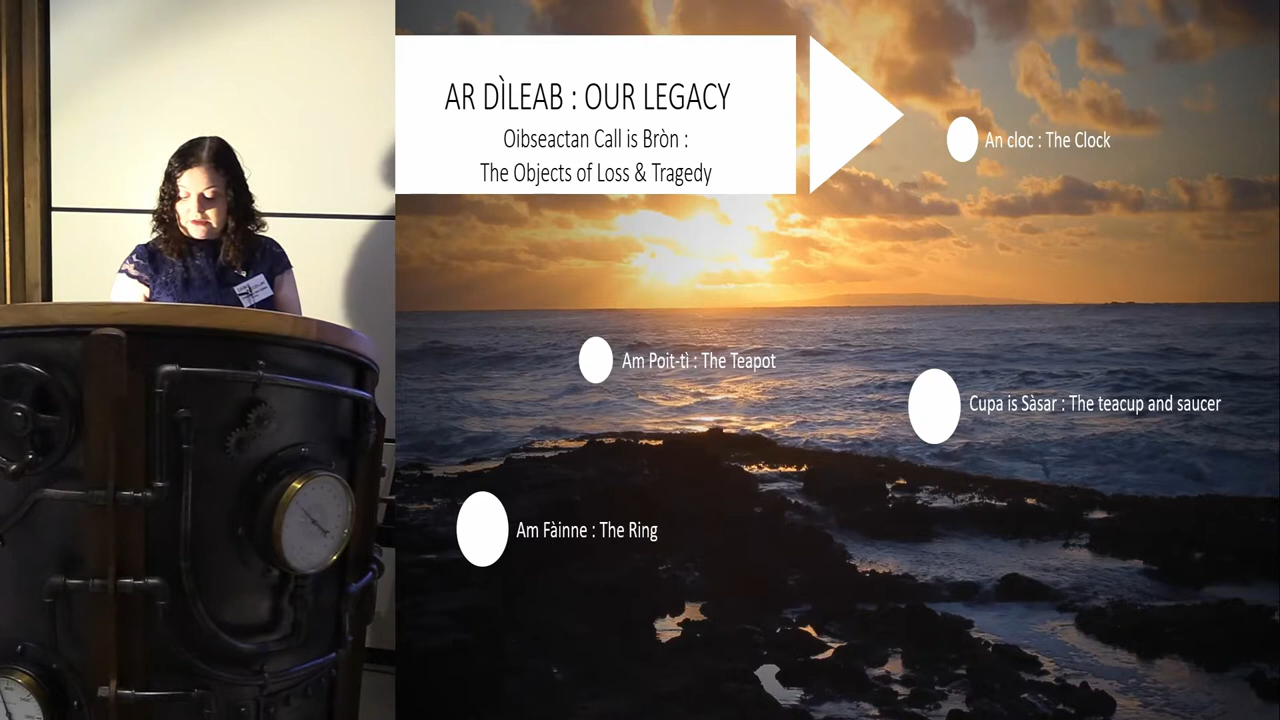 AR DÌLEAB : OUR LEGACY
Oibseactan Call is Bròn :
The Objects of Loss & Tragedy
An cloc : The Clock
Am Poit-tì : The Teapot
Cupa is Sàsar : The teacup and saucer
Am Fàinne : The Ring